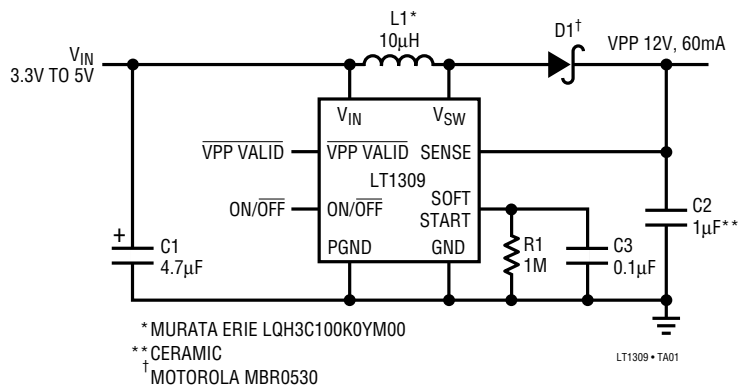 L1*
10µH
D1†
VPP 12V, 60mA
VIN
3.3V TO 5V
VIN
VSW
VPP VALID
VPP VALID
SENSE
LT1309
ON/OFF
ON/OFF
SOFT
START
PGND
GND
+
C1
4.7µF
R1
1M
C3
0.1µF
C2
1µF**
*MURATA ERIE LQH3C100K0YM00
**CERAMIC
†MOTOROLA MBR0530
LT1309 • TA01